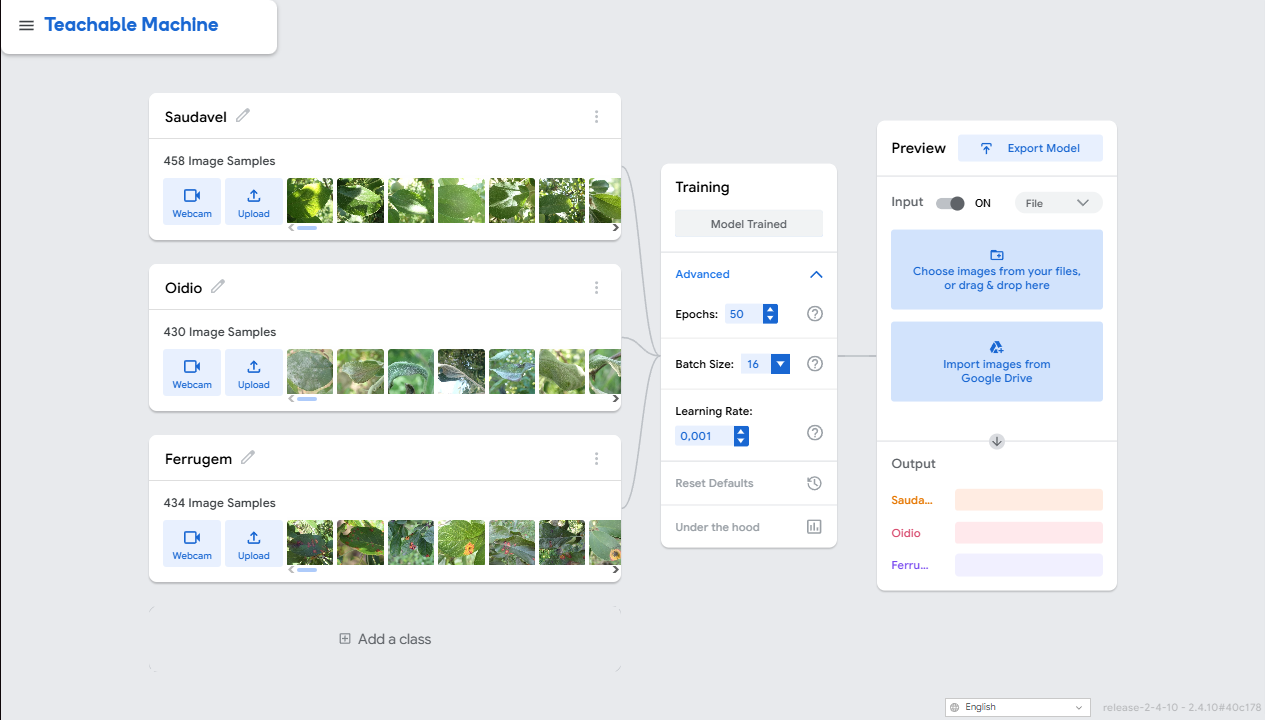 Teachable Machine
Saudavel
458 Image Samples
Webcam
Upload
Oidio
430 Image Samples
Webcam
Upload
Ferrugem
434 Image Samples
Webcam
Upload
Add a class
Training
Model Trained
Advanced
Epochs: 50
Batch Size: 16
Learning Rate:
0,001
Reset Defaults
Under the hood
Preview
Export Model
Input ON File
Choose images from your files,
or drag & drop here
Import images from
Google Drive
Output
Sauda...
Oidio
Ferru...
English
release-2-4-10 - 2.4.10#40c178